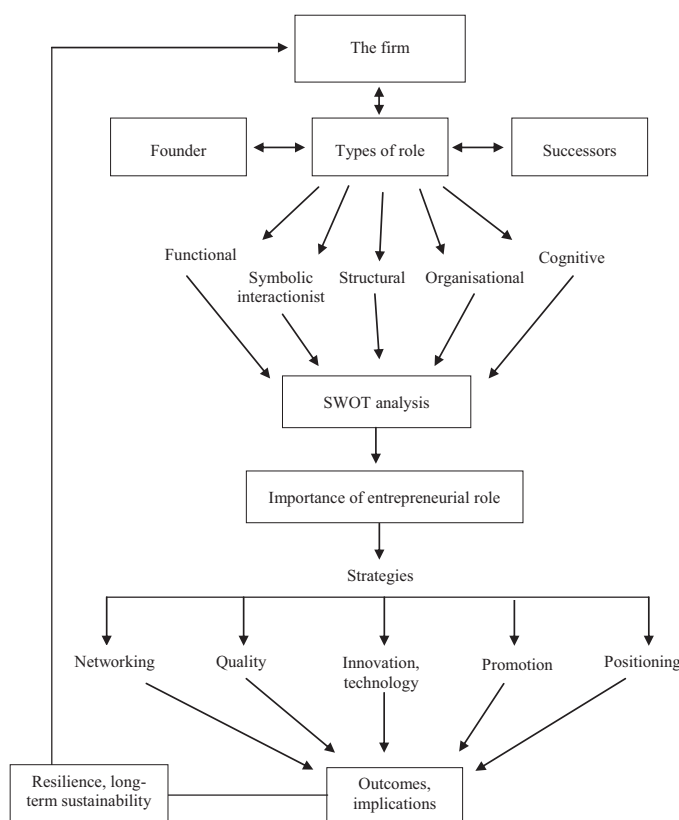 The firm
Founder
Types of role
Successors
Functional
Symbolic
interactionist
Structural
Organisational
Cognitive
SWOT analysis
Importance of entrepreneurial role
Strategies
Networking
Quality
Innovation,
technology
Promotion
Positioning
Resilience, long-
term sustainability
Outcomes,
implications